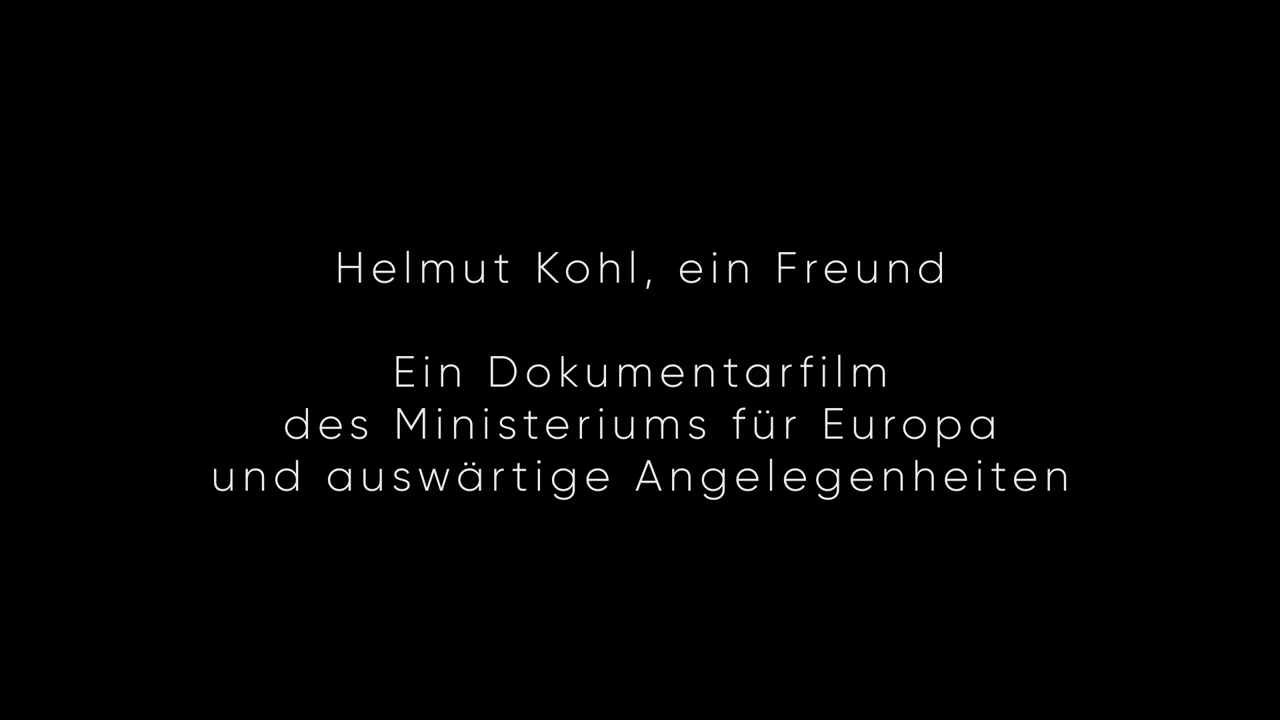 Helmut Kohl, ein Freund
Ein Dokumentarfilm
des Ministeriums für Europa
und auswärtige Angelegenheiten